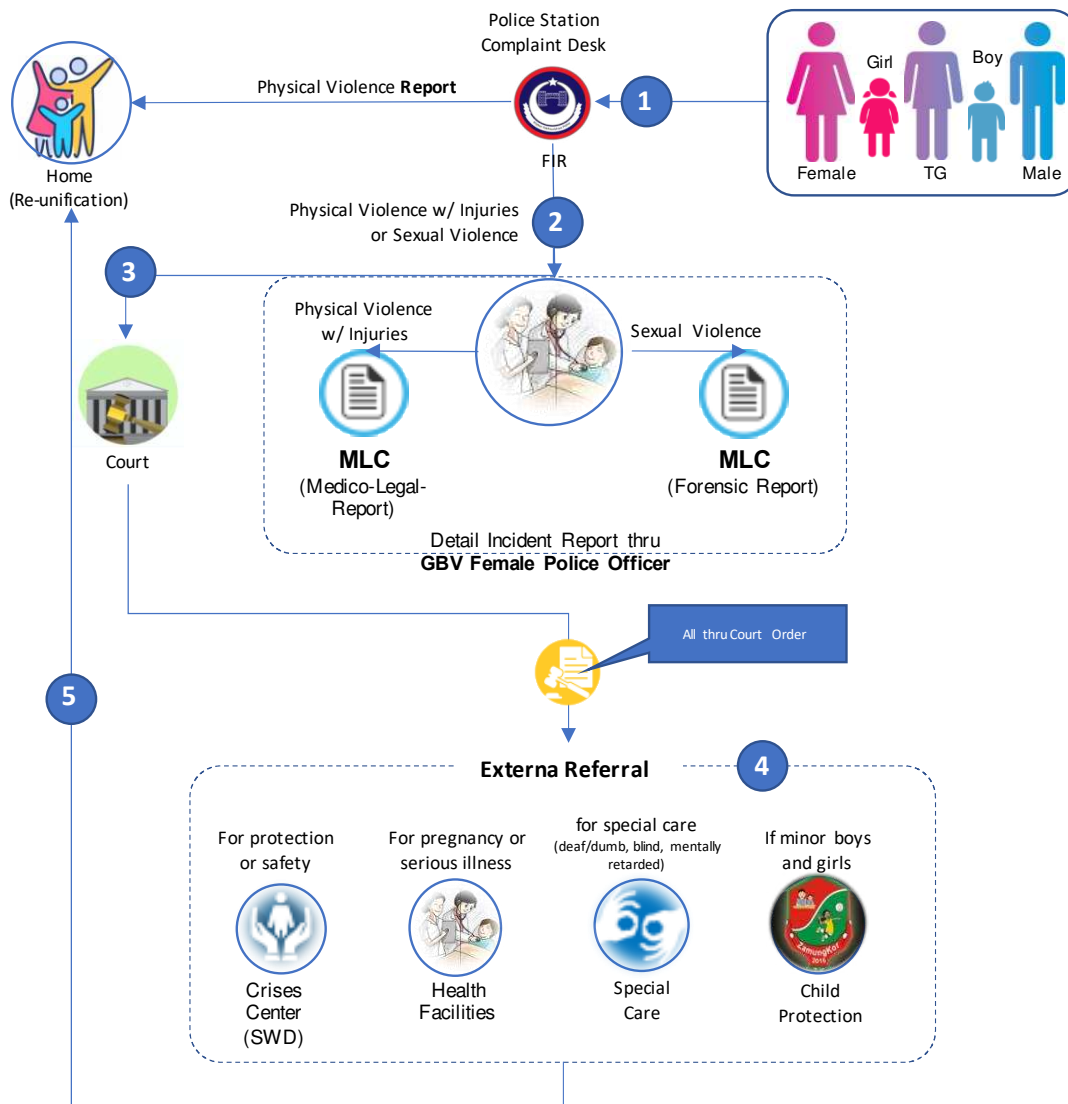 Police Station
Complaint Desk
Girl
Boy
Physical Violence Report
1
FIR
Female
TG
Male
Home
(Re-unification)
Physical Violence w/ Injuries
or Sexual Violence
2
3
Physical Violence
w/ Injuries
Sexual Violence
Court
MLC
(Medico-Legal-
Report)
MLC
(Forensic Report)
Detail Incident Report thru
GBV Female Police Officer
All thru Court Order
5
Externa Referral
4
For protection
or safety
For pregnancy or
serious illness
for special care
(deaf/dumb, blind, mentally
retarded)
If minor boys
and girls
ZamungKor
Crises
Center
(SWD)
Health
Facilities
Special
Care
Child
Protection